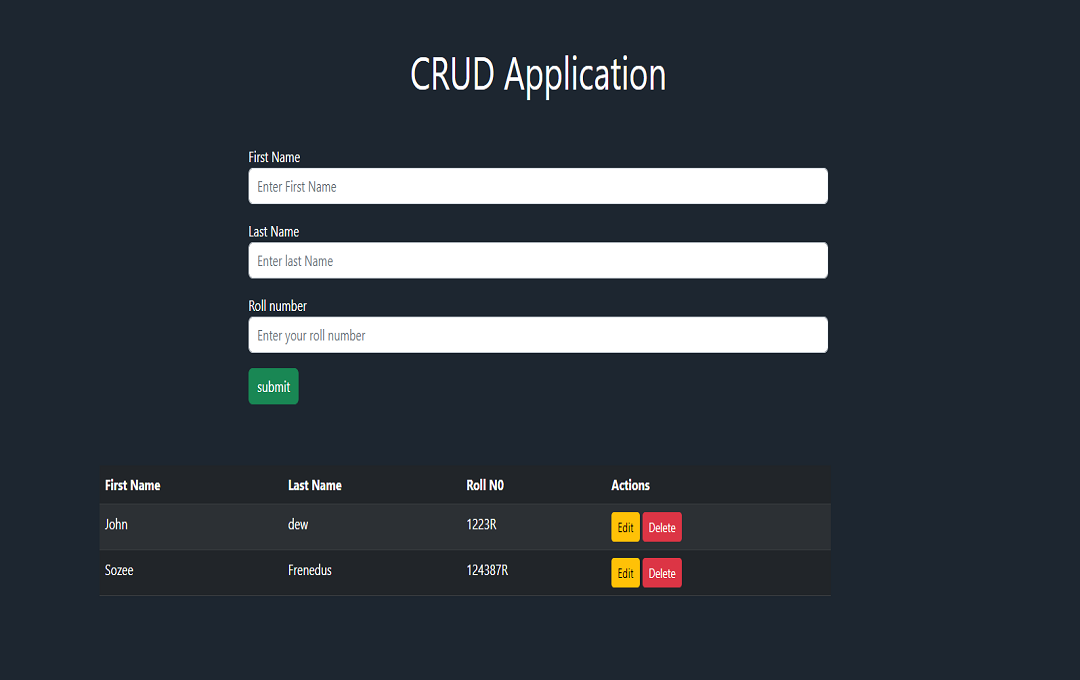 CRUD Application
First Name
Enter First Name
Last Name
Enter last Name
Roll number
Enter your roll number
submit
First Name Last Name Roll N0 Actions
John dew 1223R Edit Delete
Sozee Frenedus 124387R Edit Delete